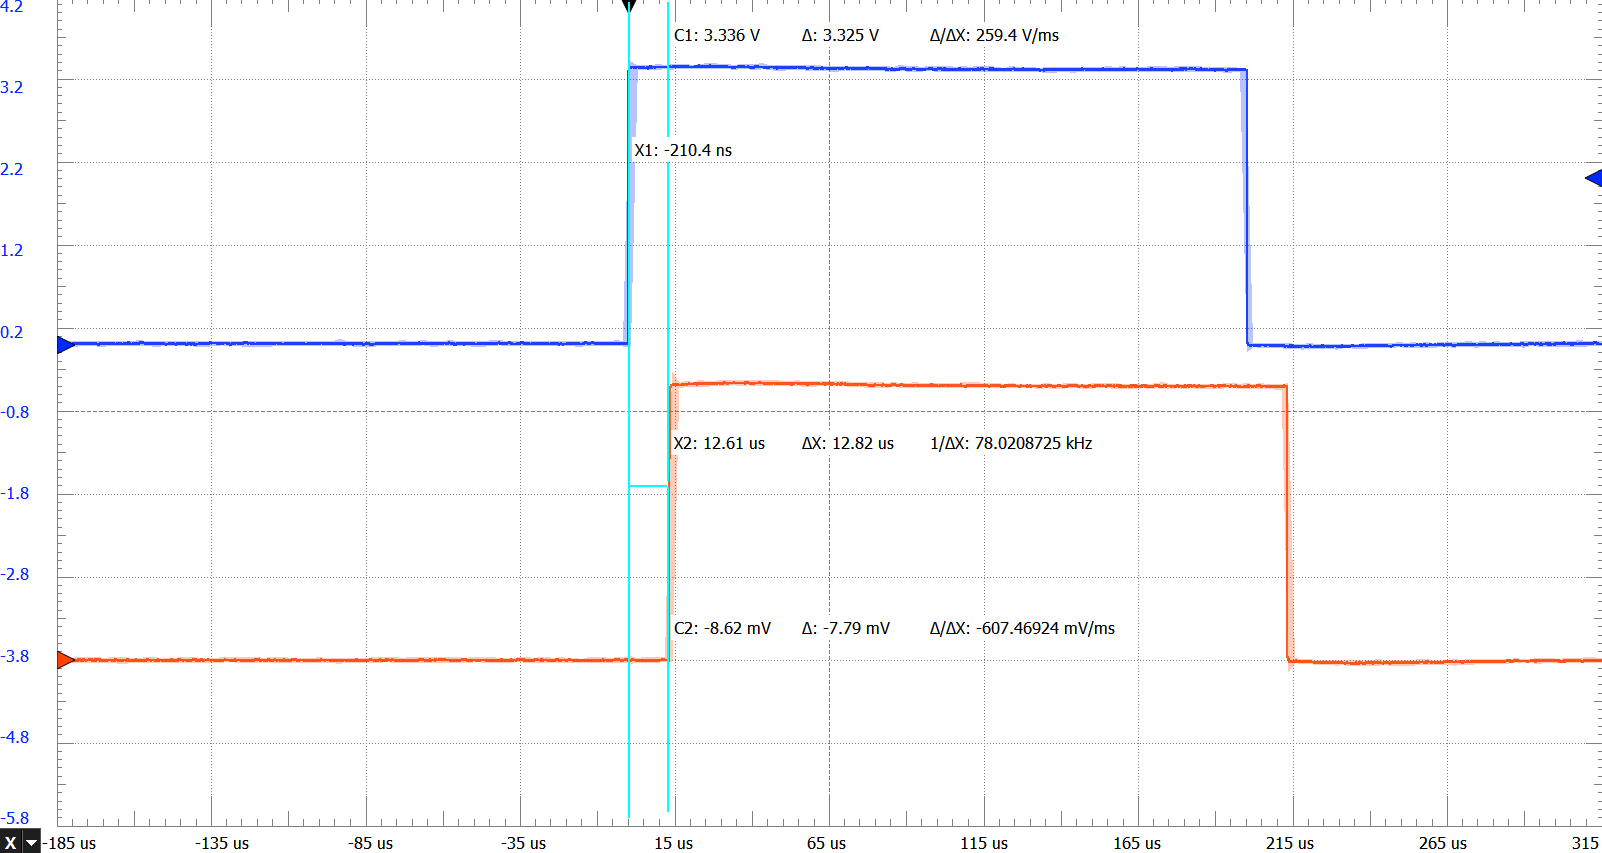 4.2
C1: 3.336 V Δ: 3.325 V Δ/ΔX: 259.4 V/ms
3.2
X1: -210.4 ns
2.2
1.2
0.2
-0.8
X2: 12.61 us ΔX: 12.82 us 1/ΔX: 78.0208725 kHz
-1.8
-2.8
C2: -8.62 mV Δ: -7.79 mV Δ/ΔX: -607.46924 mV/ms
-3.8
-4.8
-5.8
X -185 us -135 us -85 us -35 us 15 us 65 us 115 us 165 us 215 us 265 us 315